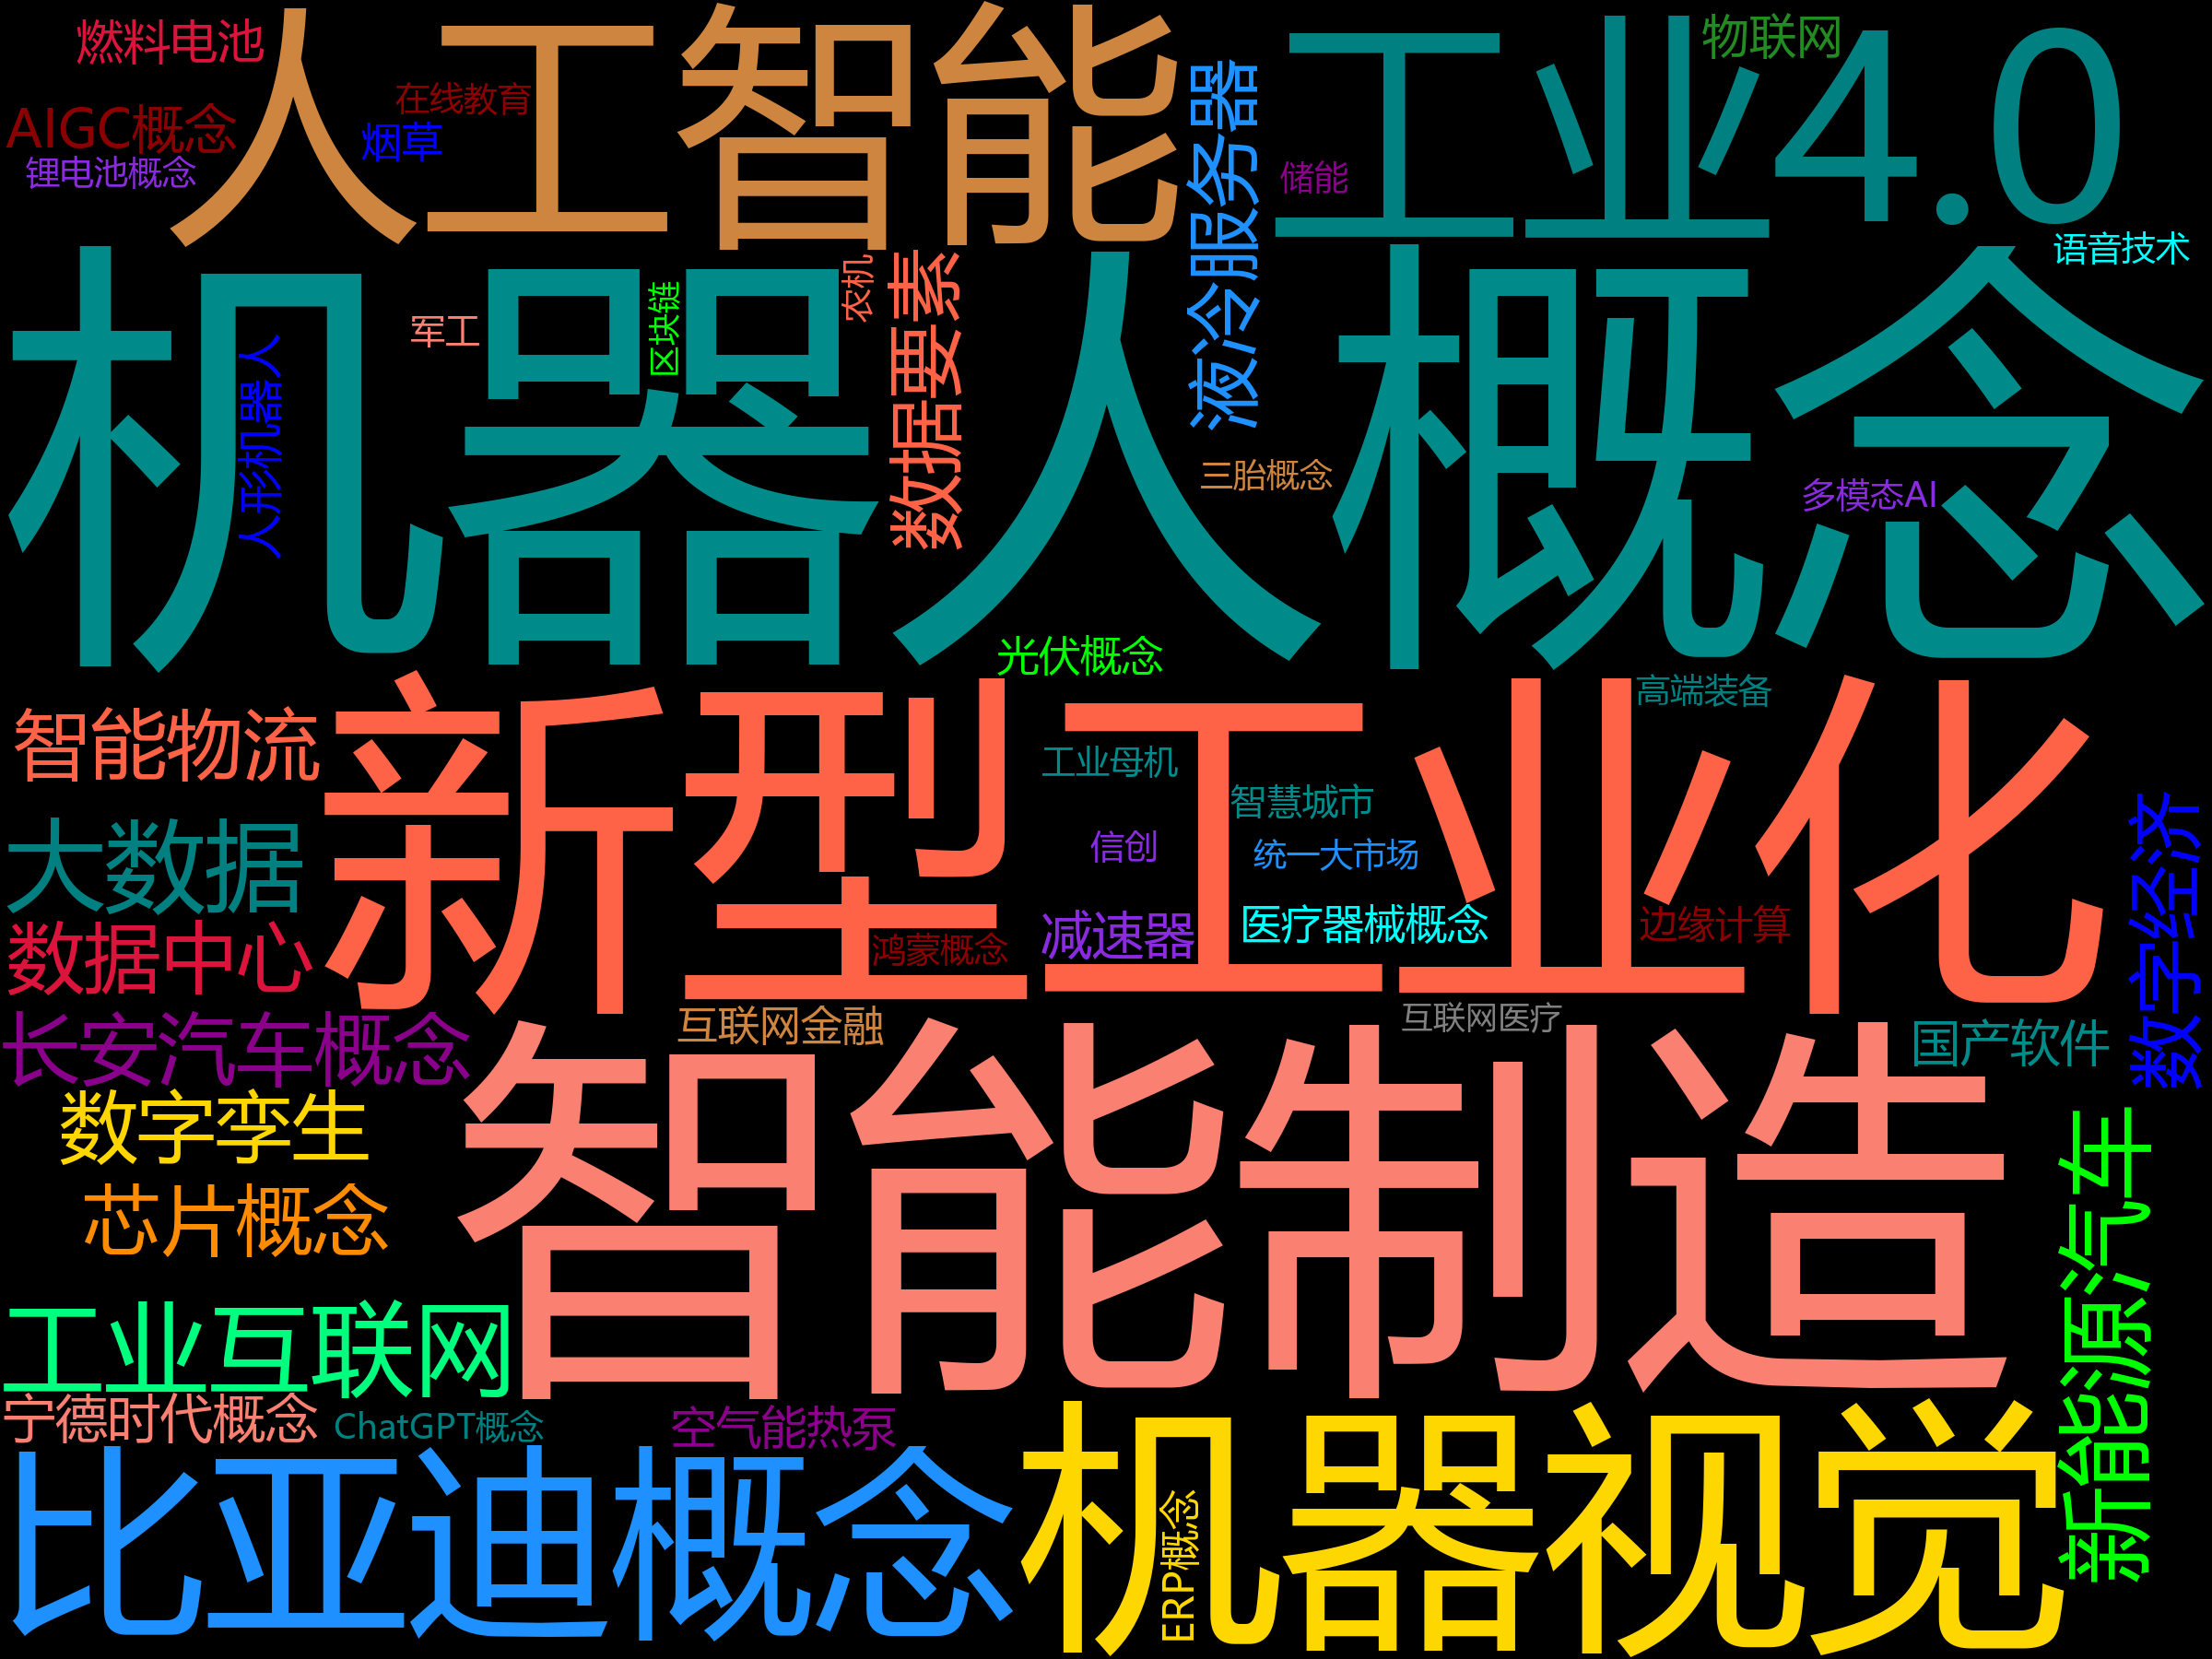 燃料电池
人工智能
工业4.0
物联网
在线教育
AIGC概念
烟草
锂电池概念
液冷服务器
储能
语音技术
机器人概念
农机
数据要素
区块链
军工
人形机器人
三胎概念
多模态AI
光伏概念
高端装备
新型工业化
智能物流
工业母机
智慧城市
大数据
信创
统一大市场
数字经济
数据中心
鸿蒙概念
减速器
医疗器械概念
边缘计算
长安汽车概念
互联网金融
互联网医疗
国产软件
智能制造
数字孪生
新能源汽车
芯片概念
工业互联网
宁德时代概念
ChatGPT概念
空气能热泵
比亚迪概念
机器视觉
ERP概念